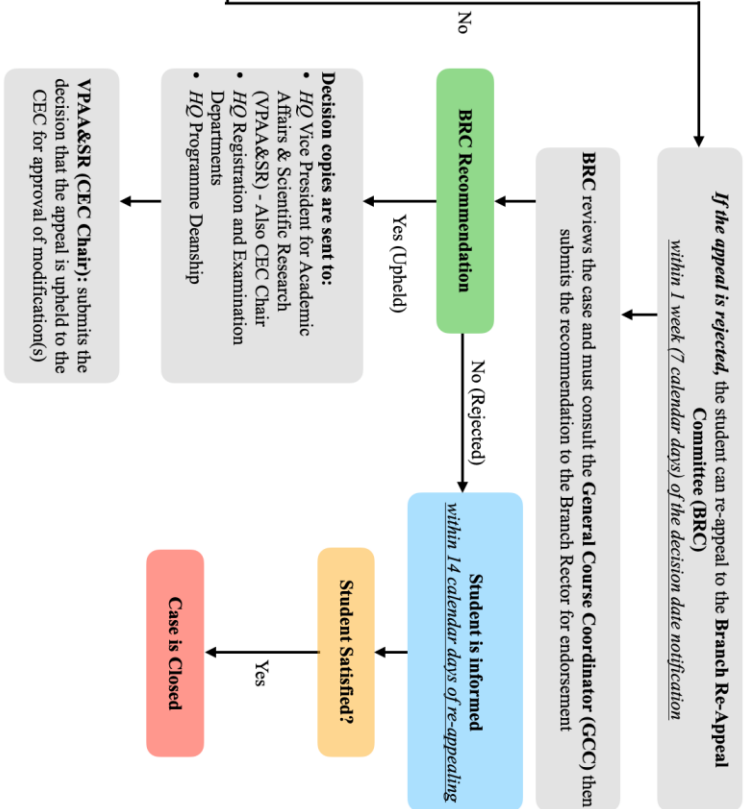 No
If the appeal is rejected, the student can re-appeal to the Branch Re-Appeal
Committee (BRC)
within 1 week (7 calendar days) of the decision date notification
BRC reviews the case and must consult the General Course Coordinator (GCC) then
submits the recommendation to the Branch Rector for endorsement
BRC Recommendation
Yes (Upheld)
No (Rejected)
Decision copies are sent to:
• HQ Vice President for Academic
Affairs & Scientific Research
(VPAA&SR) - Also CEC Chair
• HQ Registration and Examination
Departments
• HQ Programme Deanship
VPAA&SR (CEC Chair): submits the
decision that the appeal is upheld to the
CEC for approval of modification(s)
Student is informed
within 14 calendar days of re-appealing
Student Satisfied?
Yes
Case is Closed